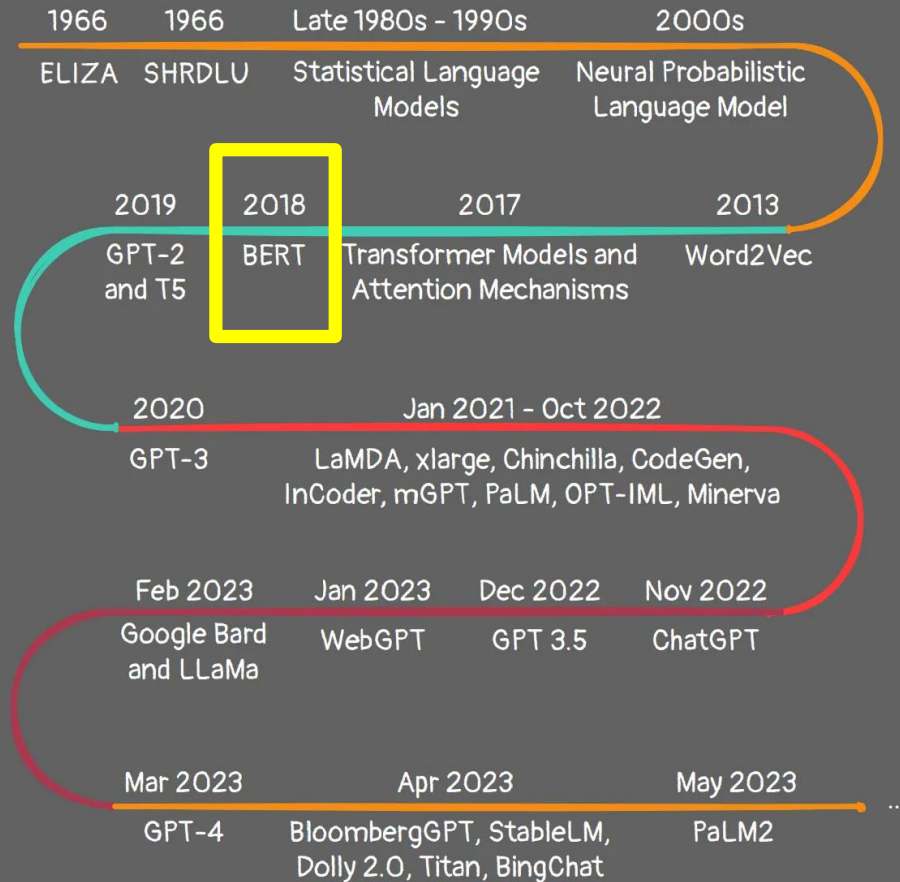 1966 1966 Late 1980s - 1990s 2000s
ELIZA SHRDLU Statistical Language Neural Probabilistic
Models Language Model
2019 2018 2017 2013
GPT-2 BERT Transformer Models and Word2Vec
and T5 Attention Mechanisms
2020 Jan 2021 - Oct 2022
GPT-3 LaMDA, xlarge, Chinchilla, CodeGen,
InCoder, mGPT, PaLM, OPT-IML, Minerva
Feb 2023 Jan 2023 Dec 2022 Nov 2022
Google Bard WebGPT GPT 3.5 ChatGPT
and LLaMa
Mar 2023 Apr 2023 May 2023
GPT-4 BloombergGPT, StableLM, PaLM2
Dolly 2.0, Titan, BingChat